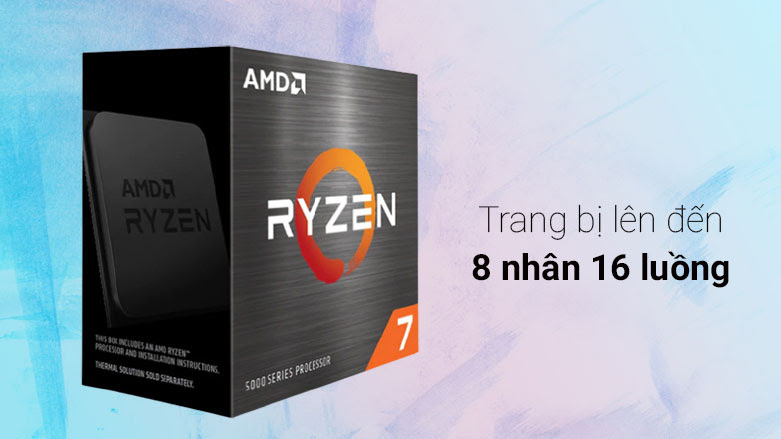 AMD
RYZEN
THIS BOX INCLUDES AN AMD RYZEN™
PROCESSOR AND INSTALLATION INSTRUCTIONS.
THERMAL SOLUTION SOLD SEPARATELY.
AMD
RYZEN
7
5000 SERIES PROCESSOR
Trang bị lên đến
8 nhân 16 luồng